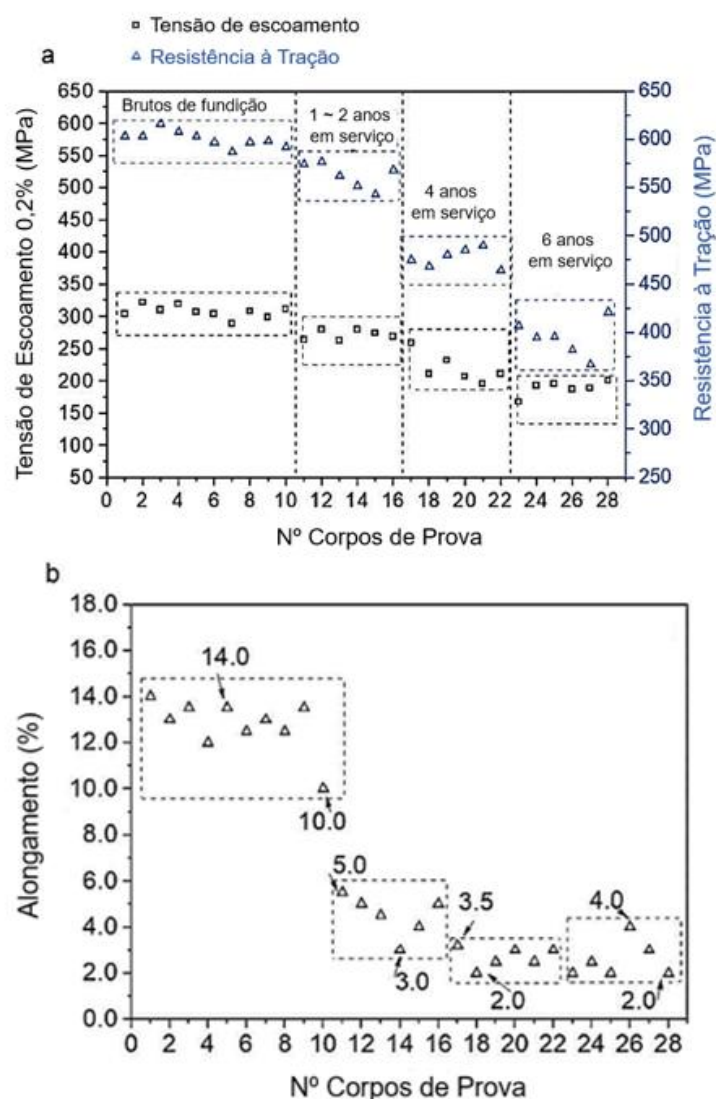 Tensão de escoamento
Resistência à Tração
a
Brutos de fundição
1 ~ 2 anos
em serviço
4 anos
em serviço
6 anos
em serviço
Tensão de Escoamento 0,2% (MPa)
650
600
550
500
450
400
350
300
250
200
150
100
50
650
600
550
500
450
400
350
300
250
Resistência à Tração (MPa)
0 2 4 6 8 10 12 14 16 18 20 22 24 26 28
Nº Corpos de Prova
b
Alongamento (%)
18.0
16.0
14.0
12.0
10.0
8.0
6.0
4.0
2.0
0.0
14.0
10.0
5.0
3.0
3.5
2.0
4.0
2.0
0 2 4 6 8 10 12 14 16 18 20 22 24 26 28
Nº Corpos de Prova